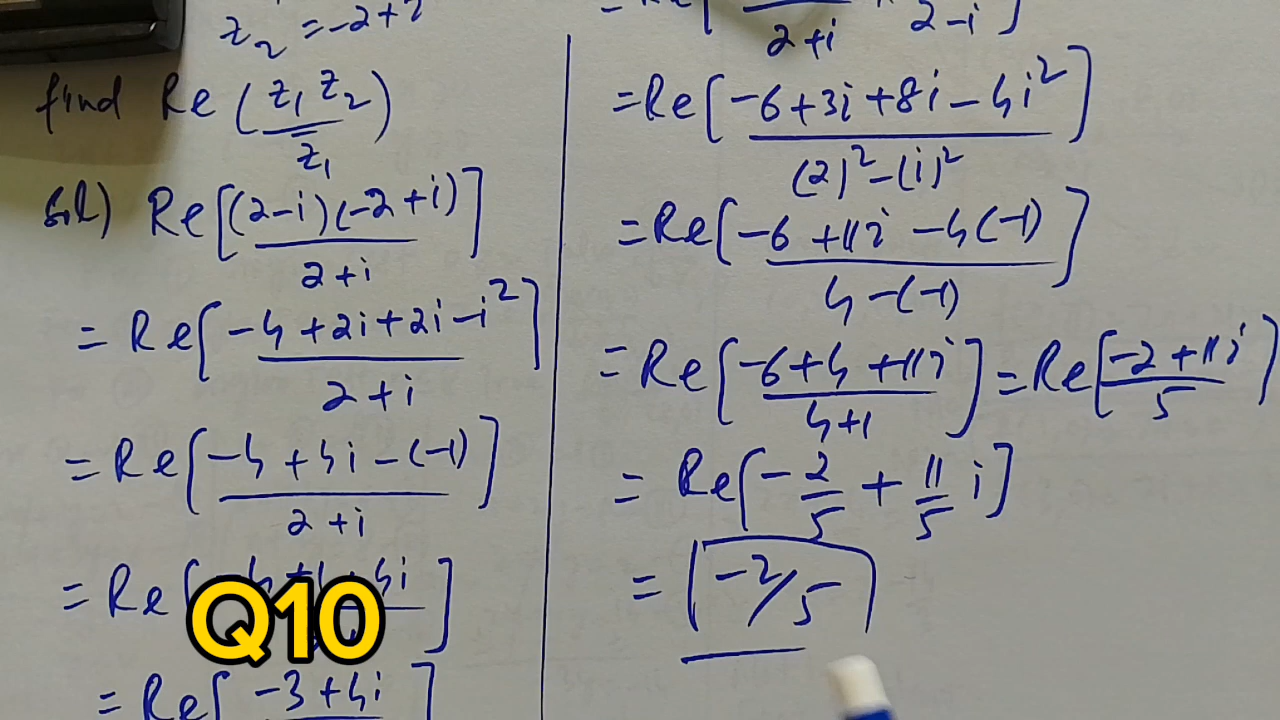 z₂ = -2+i
find Re(z₁ z₂ / z̄₁)
Sol) Re[(2-i)(-2+i) / 2+i]
= Re[-4+2i+2i-i² / 2+i]
= Re[-4+4i-(-1) / 2+i]
= Re[
Q10
= Re[-3+4i
2+i 2-i]
= Re[-6+3i+8i-4i² / (2)²-(i)²]
= Re[-6+11i-4(-1) / 4-(-1)]
= Re[-6+4+11i / 4+1] = Re[-2+11i / 5]
= Re[-2/5 + 11/5 i]
= -2/5